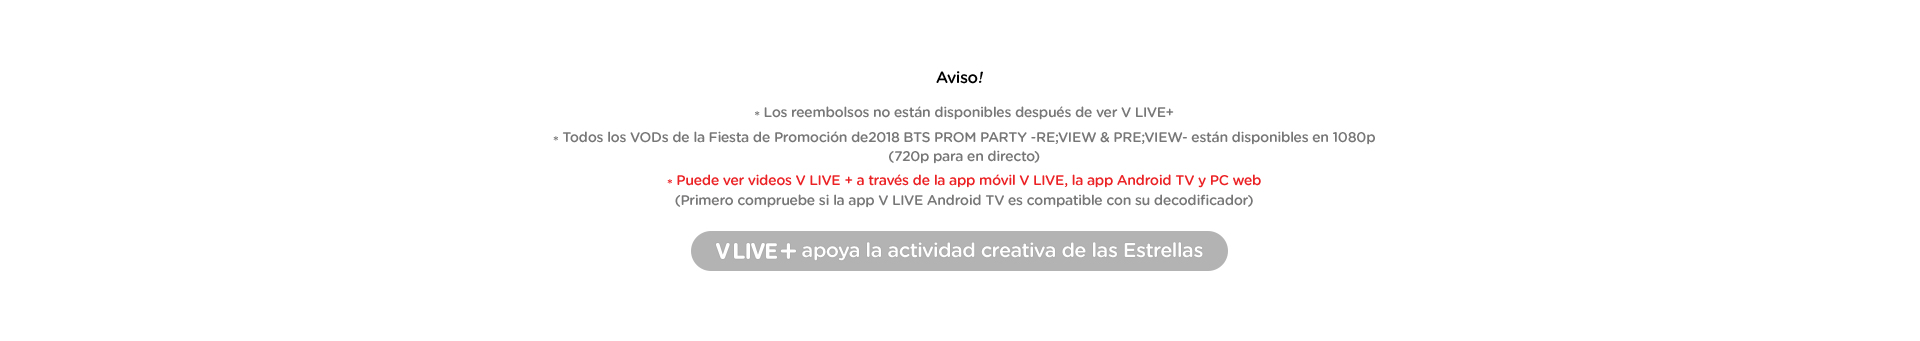 Aviso!
* Los reembolsos no están disponibles después de ver V LIVE+
* Todos los VODs de la Fiesta de Promoción de2018 BTS PROM PARTY -RE;VIEW & PRE;VIEW- están disponibles en 1080p
(720p para en directo)
* Puede ver videos V LIVE + a través de la app móvil V LIVE, la app Android TV y PC web
(Primero compruebe si la app V LIVE Android TV es compatible con su decodificador)
V LIVE+ apoya la actividad creativa de las Estrellas